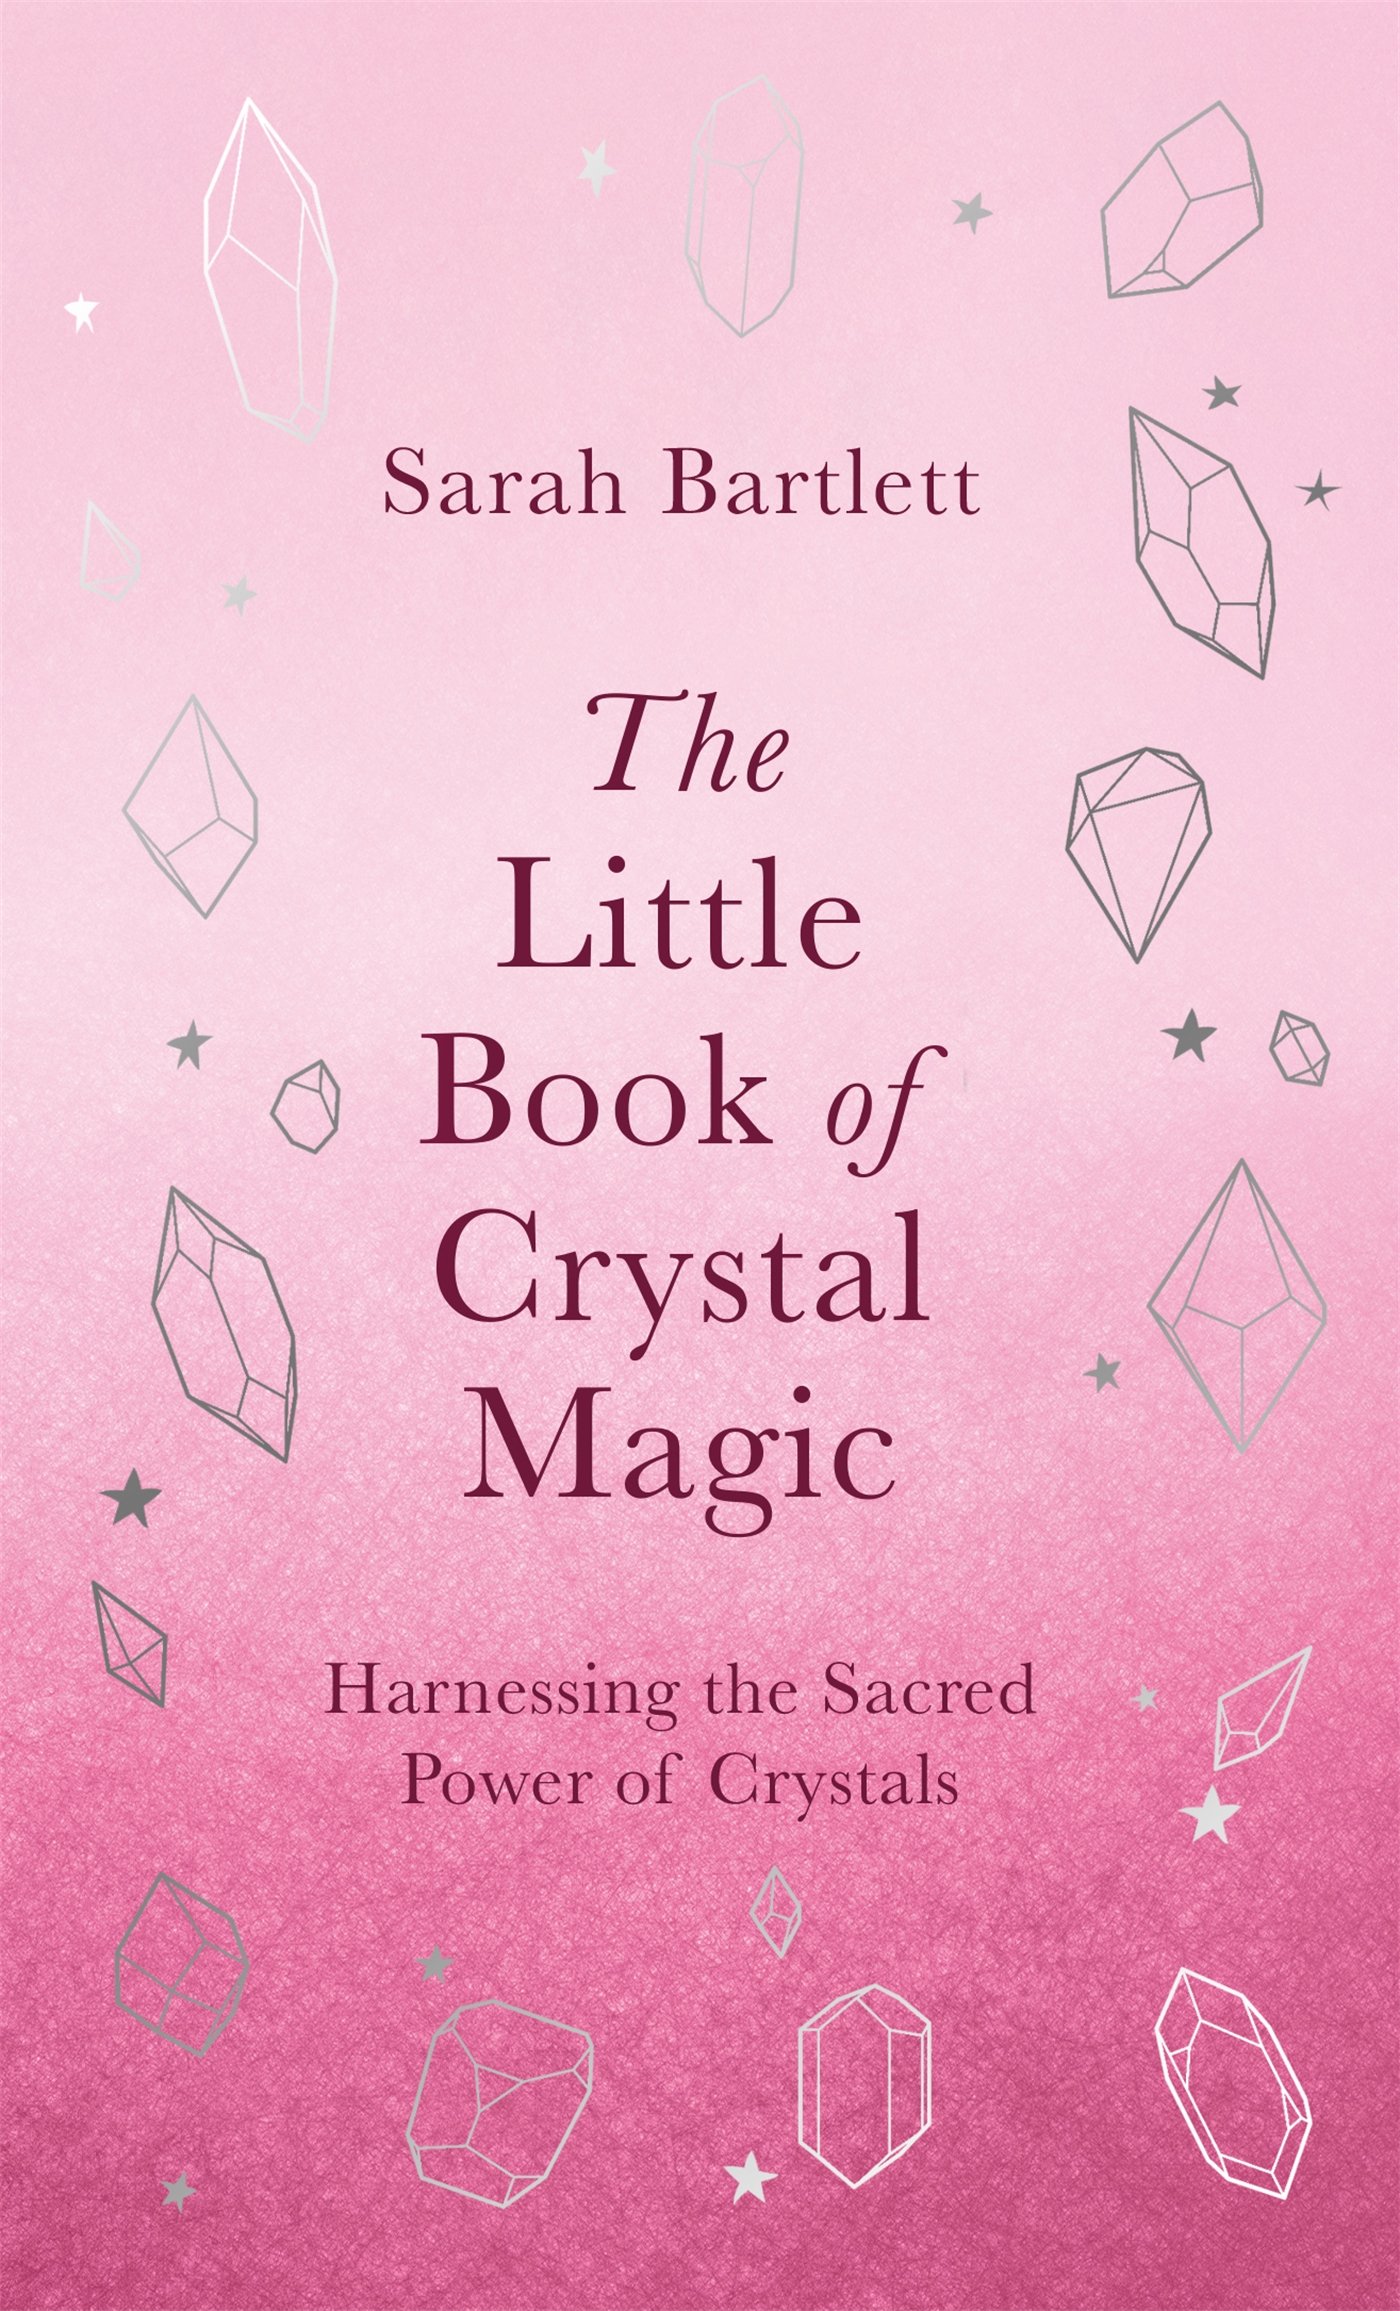 Sarah Bartlett
The
Little
Book of
Crystal
Magic
Harnessing the Sacred
Power of Crystals